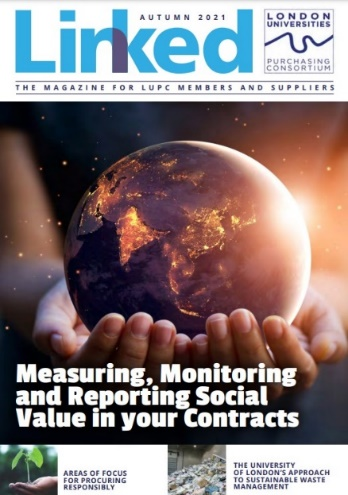 AUTUMN 2021
Linked
LONDON
UNIVERSITIES
PURCHASING
CONSORTIUM
THE MAGAZINE FOR LUPC MEMBERS AND SUPPLIERS
Measuring, Monitoring
and Reporting Social
Value in your Contracts
AREAS OF FOCUS
FOR PROCURING
RESPONSIBLY
THE UNIVERSITY
OF LONDON'S APPROACH
TO SUSTAINABLE WASTE
MANAGEMENT